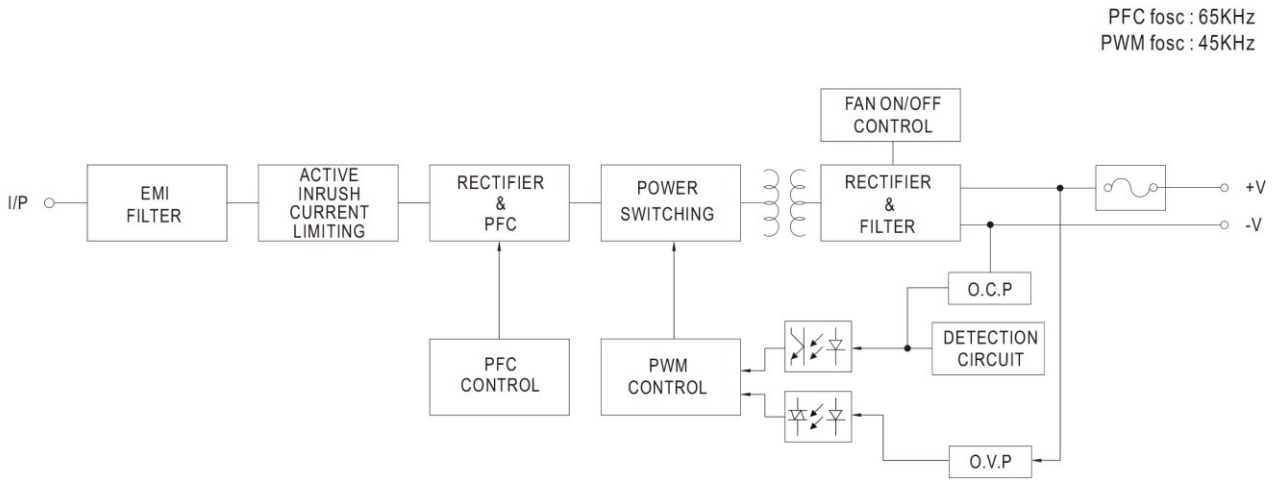 PFC fosc : 65KHz
PWM fosc : 45KHz
FAN ON/OFF
CONTROL
I/P
EMI
FILTER
ACTIVE
INRUSH
CURRENT
LIMITING
RECTIFIER
&
PFC
POWER
SWITCHING
RECTIFIER
&
FILTER
+V
-V
O.C.P
PFC
CONTROL
PWM
CONTROL
DETECTION
CIRCUIT
O.V.P